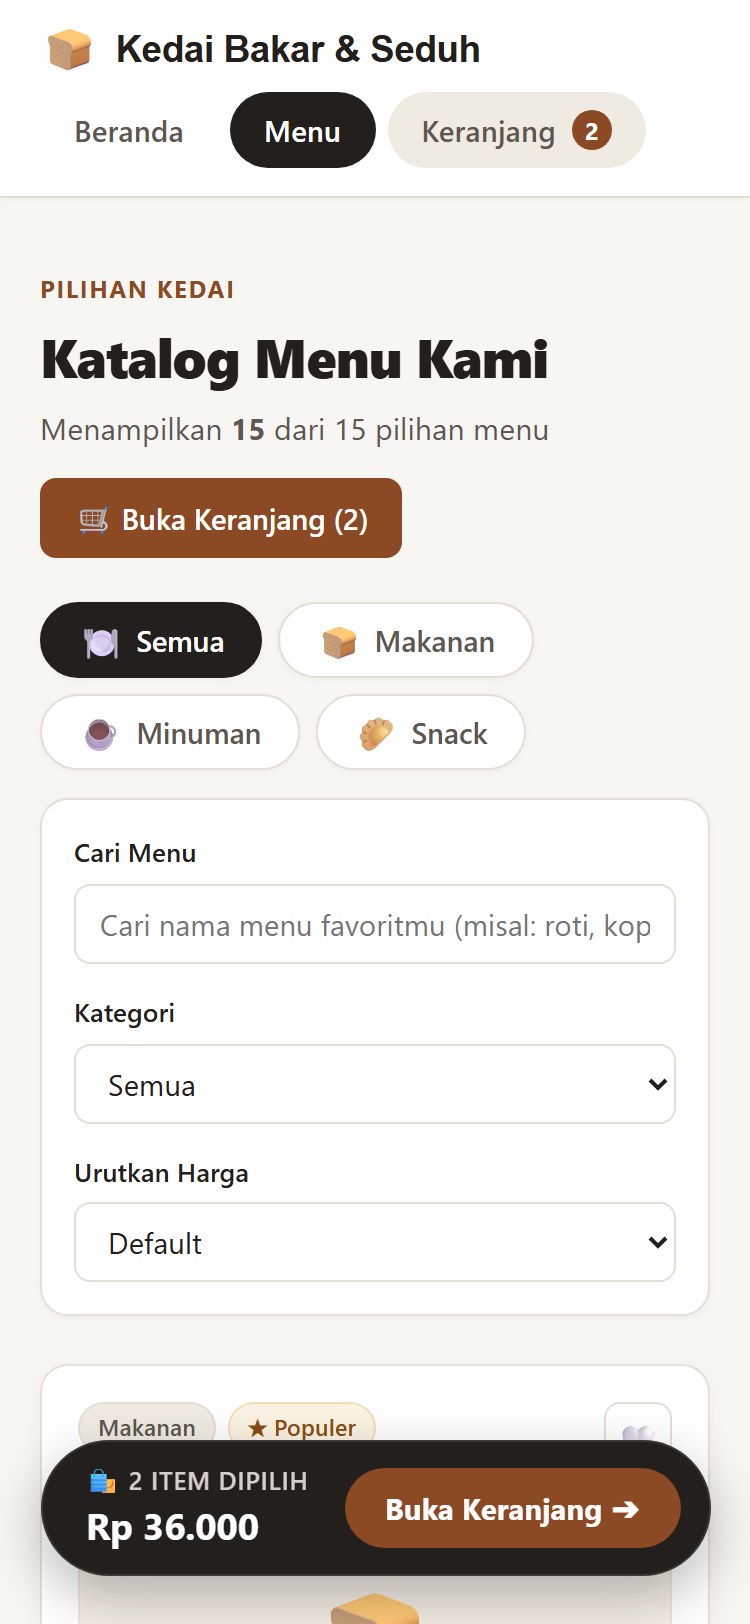 Kedai Bakar & Seduh
Beranda
Menu
Keranjang 2
PILIHAN KEDAI
Katalog Menu Kami
Menampilkan 15 dari 15 pilihan menu
Buka Keranjang (2)
Semua
Makanan
Minuman
Snack
Cari Menu
Cari nama menu favoritmu (misal: roti, kop
Kategori
Semua
Urutkan Harga
Default
Makanan
★ Populer
2 ITEM DIPILIH
Rp 36.000
Buka Keranjang ➔